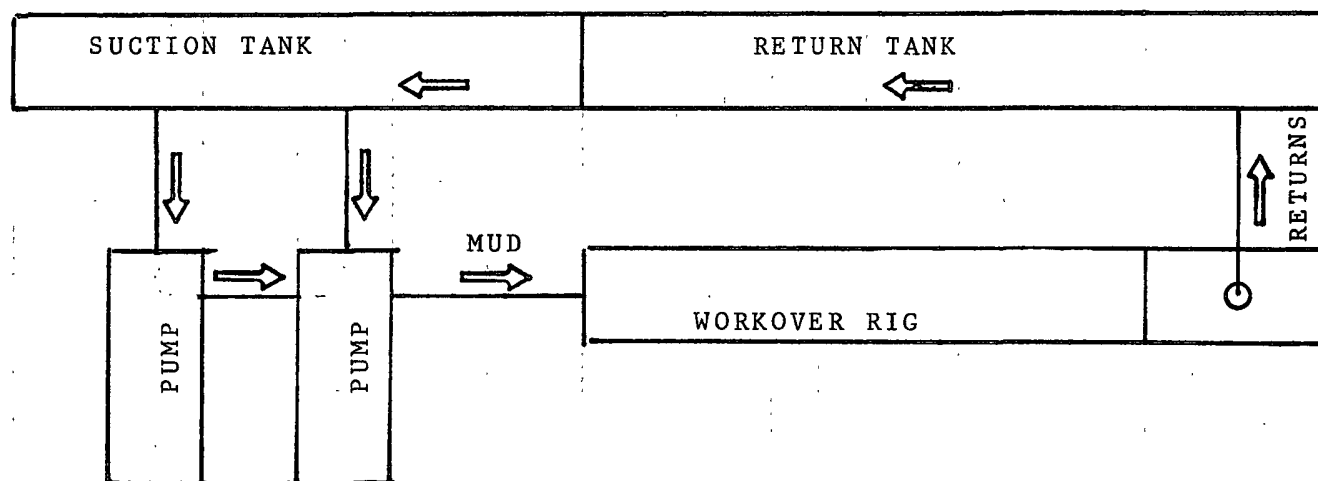 SUCTION TANK
RETURN TANK
RETURNS
MUD
PUMP
PUMP
WORKOVER RIG